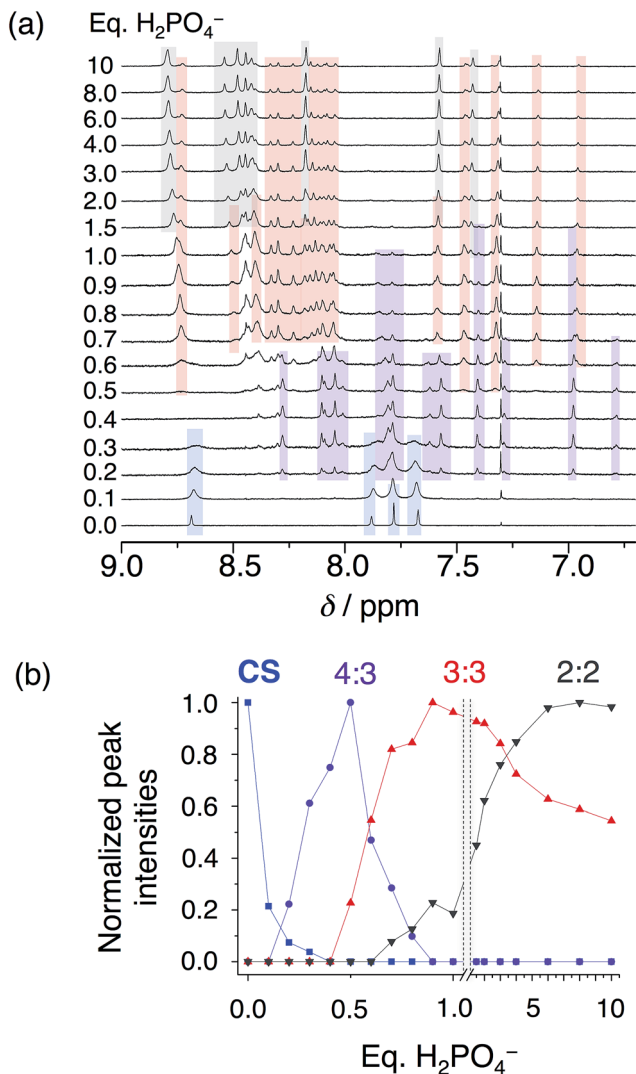 (a)
Eq. H₂PO₄⁻
10
8.0
6.0
4.0
3.0
2.0
1.5
1.0
0.9
0.8
0.7
0.6
0.5
0.4
0.3
0.2
0.1
0.0
9.0 8.5 8.0 7.5 7.0
δ / ppm
(b)
CS 4:3 3:3 2:2
1.0
0.8
0.6
0.4
0.2
0.0
Normalized peak
intensities
0.0 0.5 1.0 5 10
Eq. H₂PO₄⁻